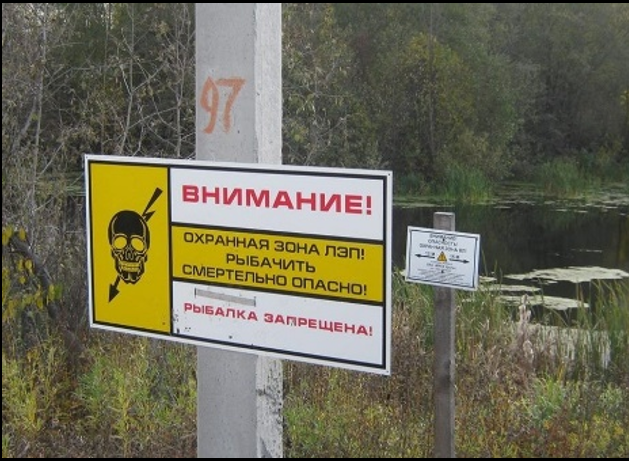 97
ВНИМАНИЕ!
ОХРАННАЯ ЗОНА ЛЭП!
РЫБАЧИТЬ
СМЕРТЕЛЬНО ОПАСНО!
РЫБАЛКА ЗАПРЕЩЕНА!